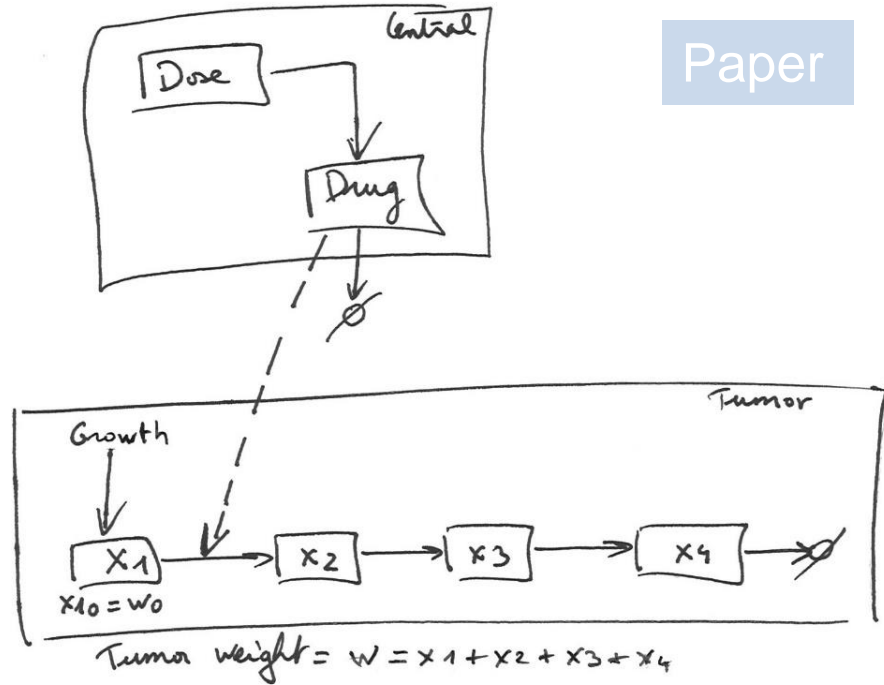 Central
Paper
Dose
Drug
Tumor
Growth
X1
X2
X3
X4
X10 = W0
Tumor weight = W = X1 + X2 + X3 + X4